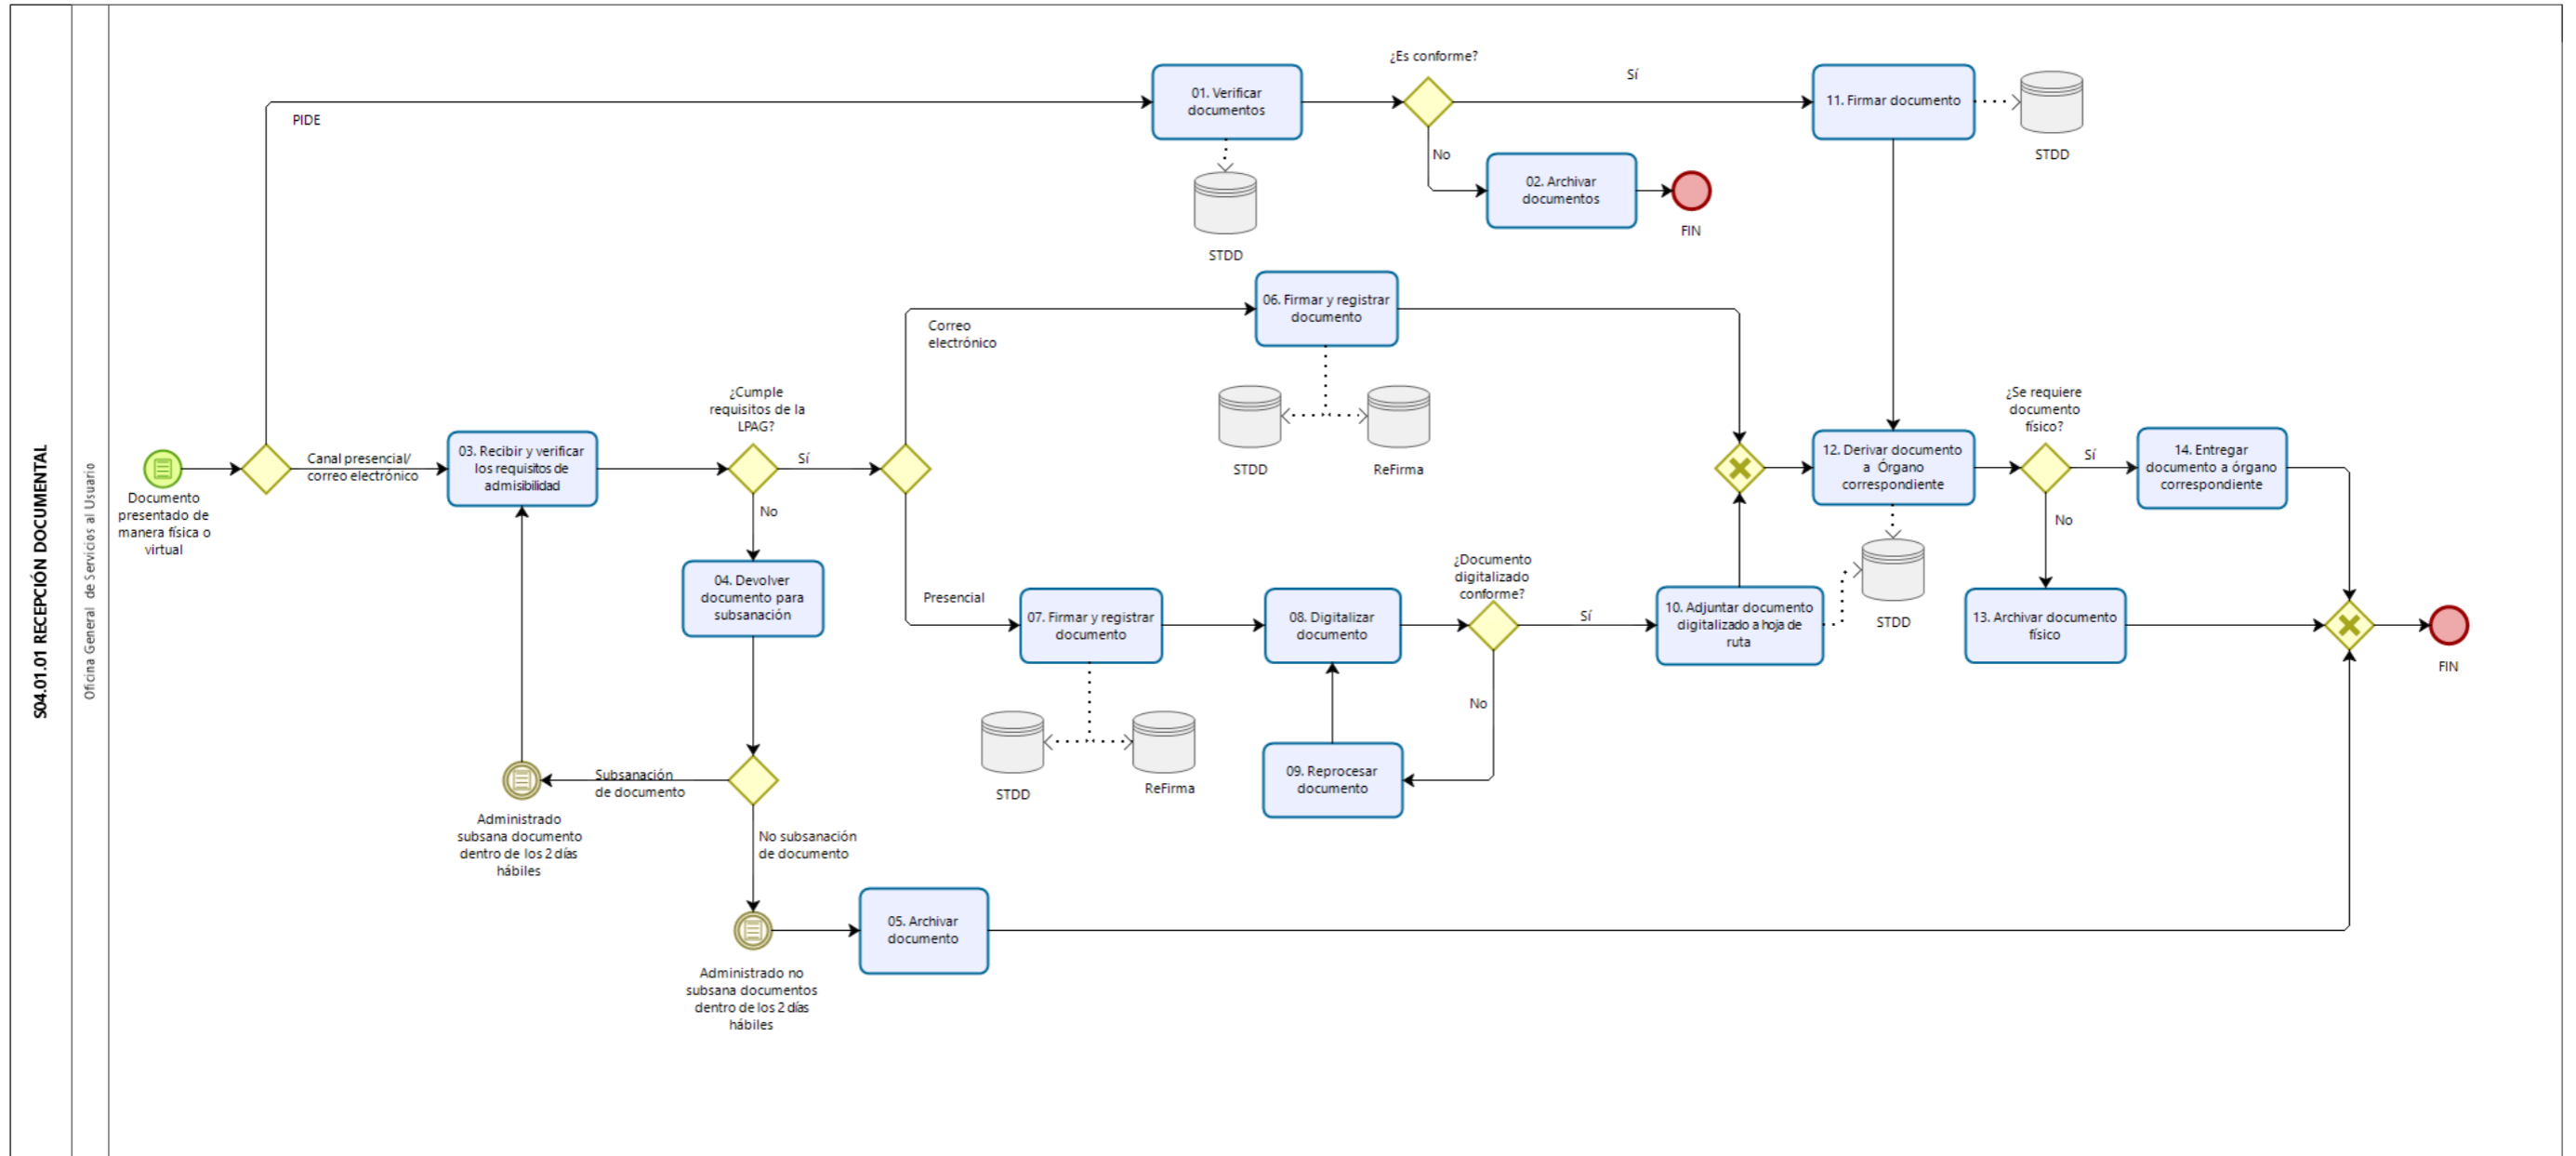 S04.01.01 RECEPCIÓN DOCUMENTAL
Oficina General de Servicios al Usuario
Documento
presentado de
manera física o
virtual
PIDE
Canal presencial/
correo electrónico
01. Verificar
documentos
STDD
¿Es conforme?
Sí
No
02. Archivar
documentos
FIN
11. Firmar documento
STDD
03. Recibir y verificar
los requisitos de
admisibilidad
¿Cumple
requisitos de la
LPAG?
Sí
No
04. Devolver
documento para
subsanación
Subsanación
de documento
Administrado
subsana documento
dentro de los 2 días
hábiles
No subsanación
de documento
Administrado no
subsana documentos
dentro de los 2 días
hábiles
05. Archivar
documento
Correo
electrónico
06. Firmar y registrar
documento
STDD
ReFirma
Presencial
07. Firmar y registrar
documento
STDD
ReFirma
08. Digitalizar
documento
¿Documento
digitalizado
conforme?
Sí
No
09. Reprocesar
documento
10. Adjuntar documento
digitalizado a hoja de
ruta
STDD
12. Derivar documento
a Órgano
correspondiente
¿Se requiere
documento
físico?
Sí
No
14. Entregar
documento a órgano
correspondiente
13. Archivar documento
físico
FIN